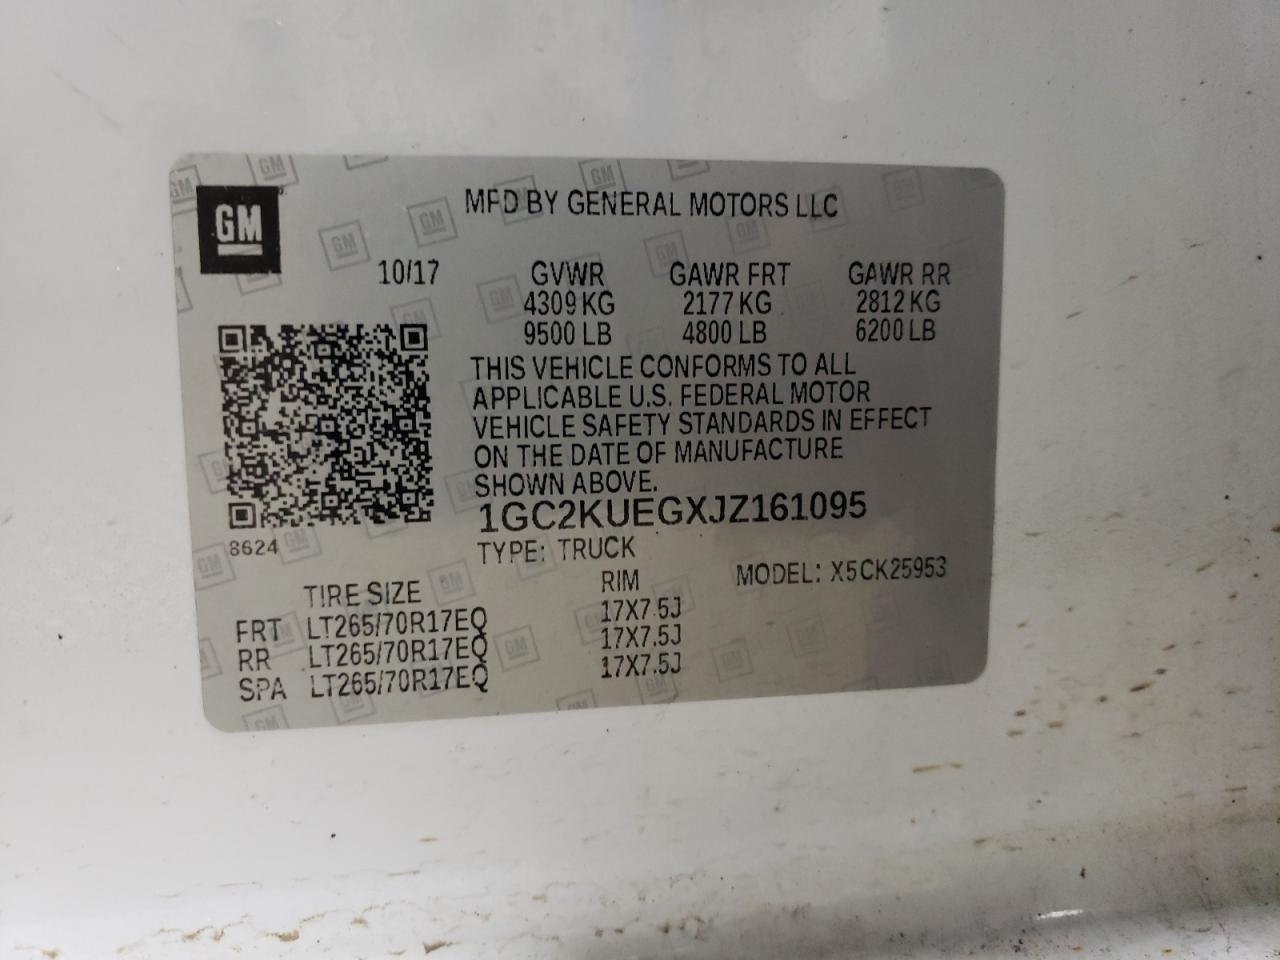 GM
MFD BY GENERAL MOTORS LLC
10/17 GVWR GAWR FRT GAWR RR
4309 KG 2177 KG 2812 KG
9500 LB 4800 LB 6200 LB
THIS VEHICLE CONFORMS TO ALL
APPLICABLE U.S. FEDERAL MOTOR
VEHICLE SAFETY STANDARDS IN EFFECT
ON THE DATE OF MANUFACTURE
SHOWN ABOVE.
1GC2KUEGXJZ161095
8624
TYPE: TRUCK
MODEL: X5CK25953
TIRE SIZE RIM
FRT LT265/70R17EQ 17X7.5J
RR LT265/70R17EQ 17X7.5J
SPA LT265/70R17EQ 17X7.5J